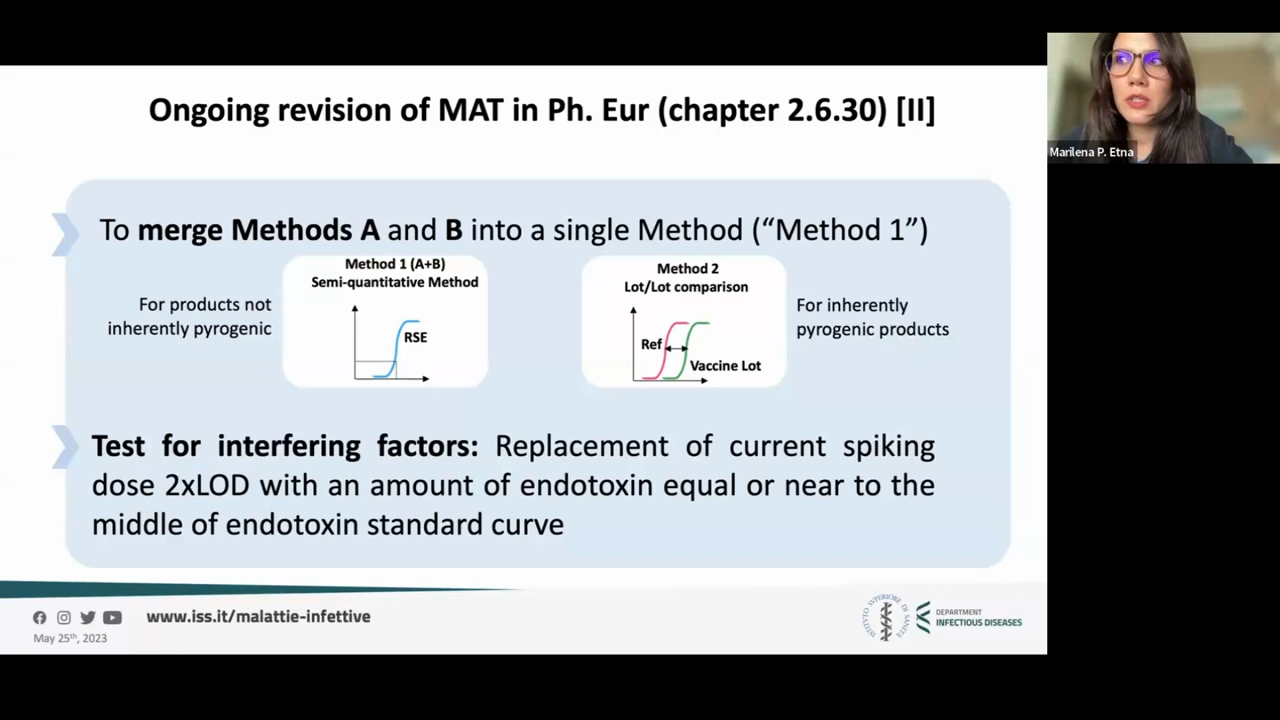 Ongoing revision of MAT in Ph. Eur (chapter 2.6.30) [II]
Marilena P. Etna
To merge Methods A and B into a single Method (“Method 1”)
For products not
inherently pyrogenic
Method 1 (A+B)
Semi-quantitative Method
RSE
Method 2
Lot/Lot comparison
Ref
Vaccine Lot
For inherently
pyrogenic products
Test for interfering factors: Replacement of current spiking
dose 2xLOD with an amount of endotoxin equal or near to the
middle of endotoxin standard curve
www.iss.it/malattie-infettive
May 25th, 2023
ISTITVTO SVPERIORE DI SANITÀ
DEPARTMENT
INFECTIOUS DISEASES